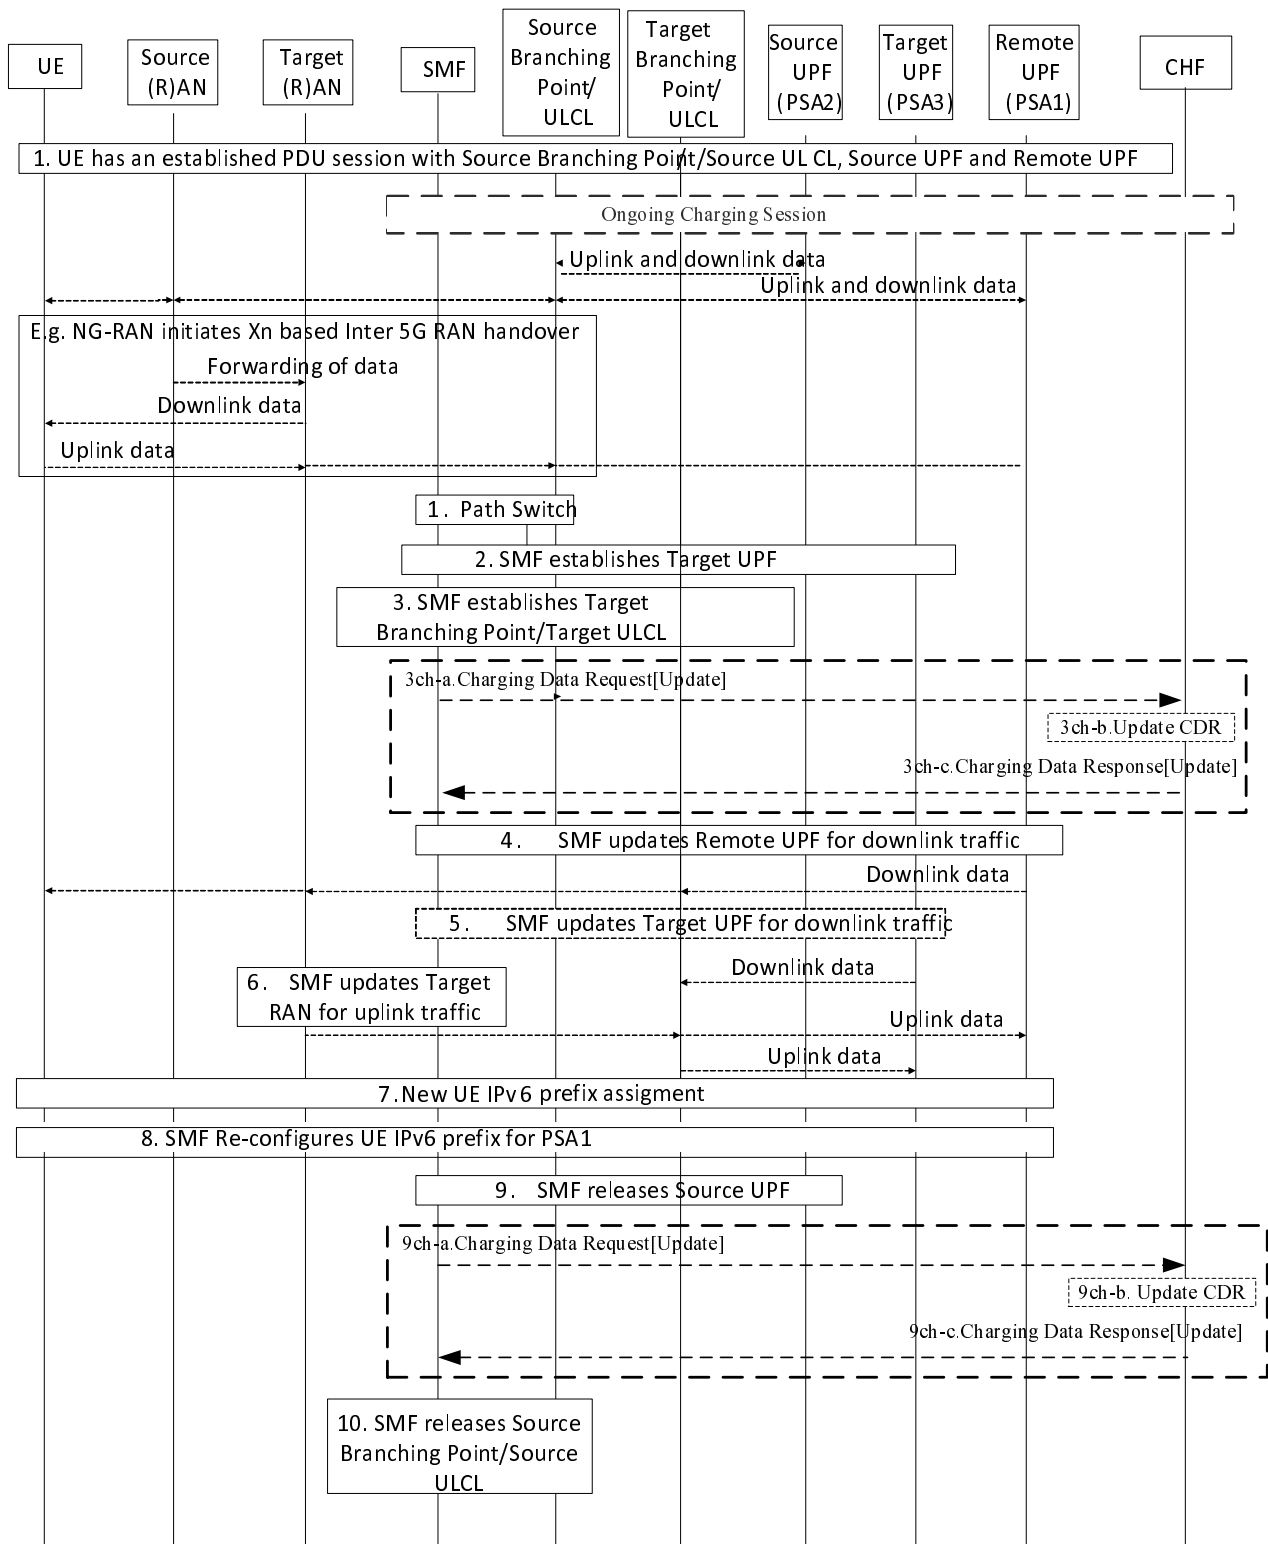 UE
Source
(R)AN
Target
(R)AN
SMF
Source
Branching
Point/
ULCL
Target
Branching
Point/
ULCL
Source
UPF
(PSA2)
Target
UPF
(PSA3)
Remote
UPF
(PSA1)
CHF
1. UE has an established PDU session with Source Branching Point/Source UL CL, Source UPF and Remote UPF
Ongoing Charging Session
Uplink and downlink data
Uplink and downlink data
E.g. NG-RAN initiates Xn based Inter 5G RAN handover
Forwarding of data
Downlink data
Uplink data
1. Path Switch
2. SMF establishes Target UPF
3. SMF establishes Target
Branching Point/Target ULCL
3ch-a.Charging Data Request[Update]
3ch-b.Update CDR
3ch-c.Charging Data Response[Update]
4. SMF updates Remote UPF for downlink traffic
Downlink data
5. SMF updates Target UPF for downlink traffic
Downlink data
6. SMF updates Target
RAN for uplink traffic
Uplink data
Uplink data
7.New UE IPv6 prefix assigment
8. SMF Re-configures UE IPv6 prefix for PSA1
9. SMF releases Source UPF
9ch-a.Charging Data Request[Update]
9ch-b. Update CDR
9ch-c.Charging Data Response[Update]
10. SMF releases Source
Branching Point/Source
ULCL